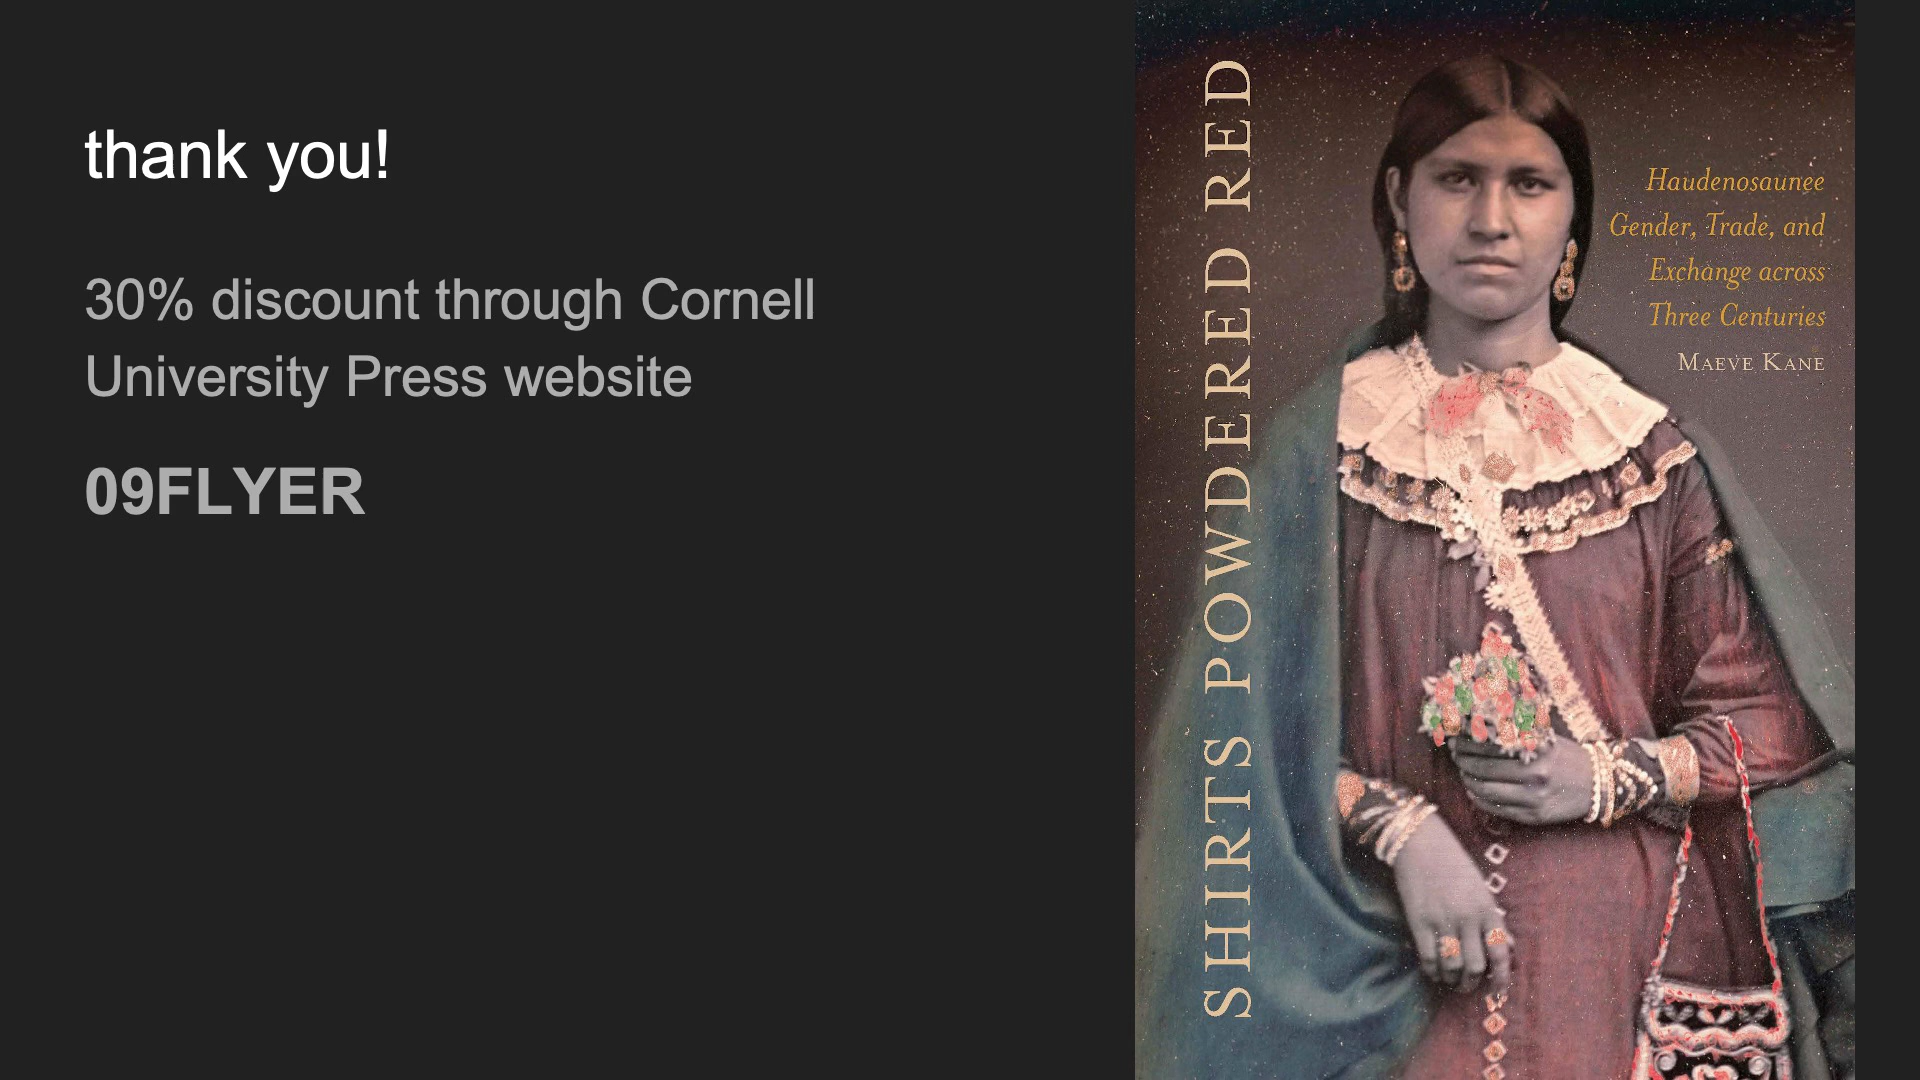 thank you!
30% discount through Cornell
University Press website
09FLYER
SHIRTS POWDERED RED
Haudenosaunee
Gender, Trade, and
Exchange across
Three Centuries
MAEVE KANE